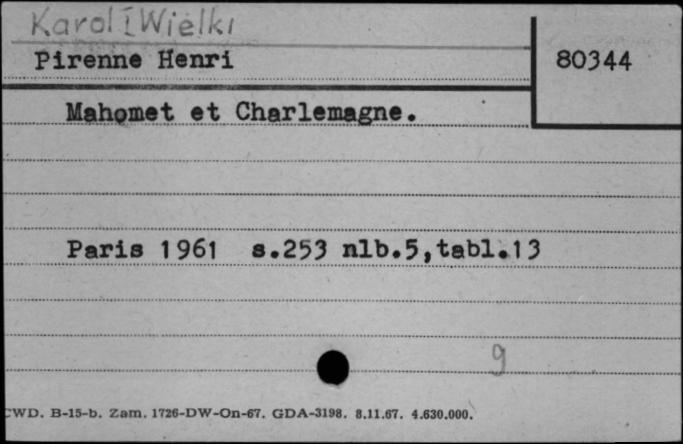 Karol I Wielki
Pirenne Henri
80344
Mahomet et Charlemagne.
Paris 1961 s.253 nlb.5,tabl.13
9
CWD. B-15-b. Zam. 1726-DW-On-67. GDA-3198. 8.11.67. 4.630.000.